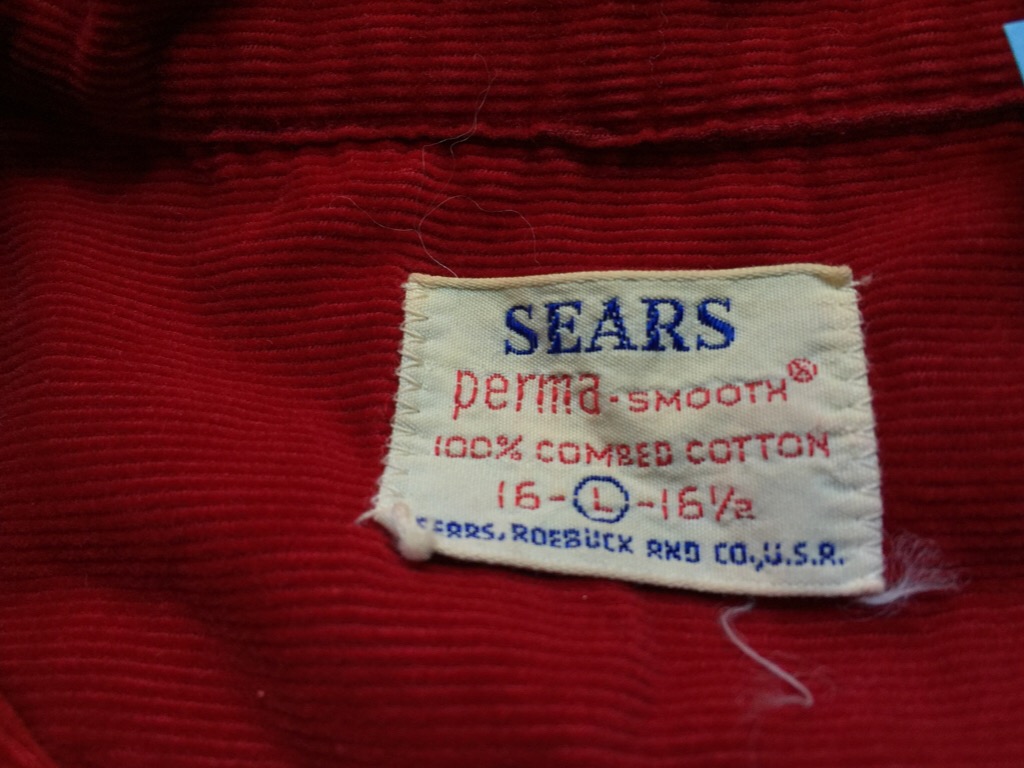 SEARS
perma-SMOOTH®
100% COMBED COTTON
16-L-16½
SEARS, ROEBUCK AND CO., U.S.A.